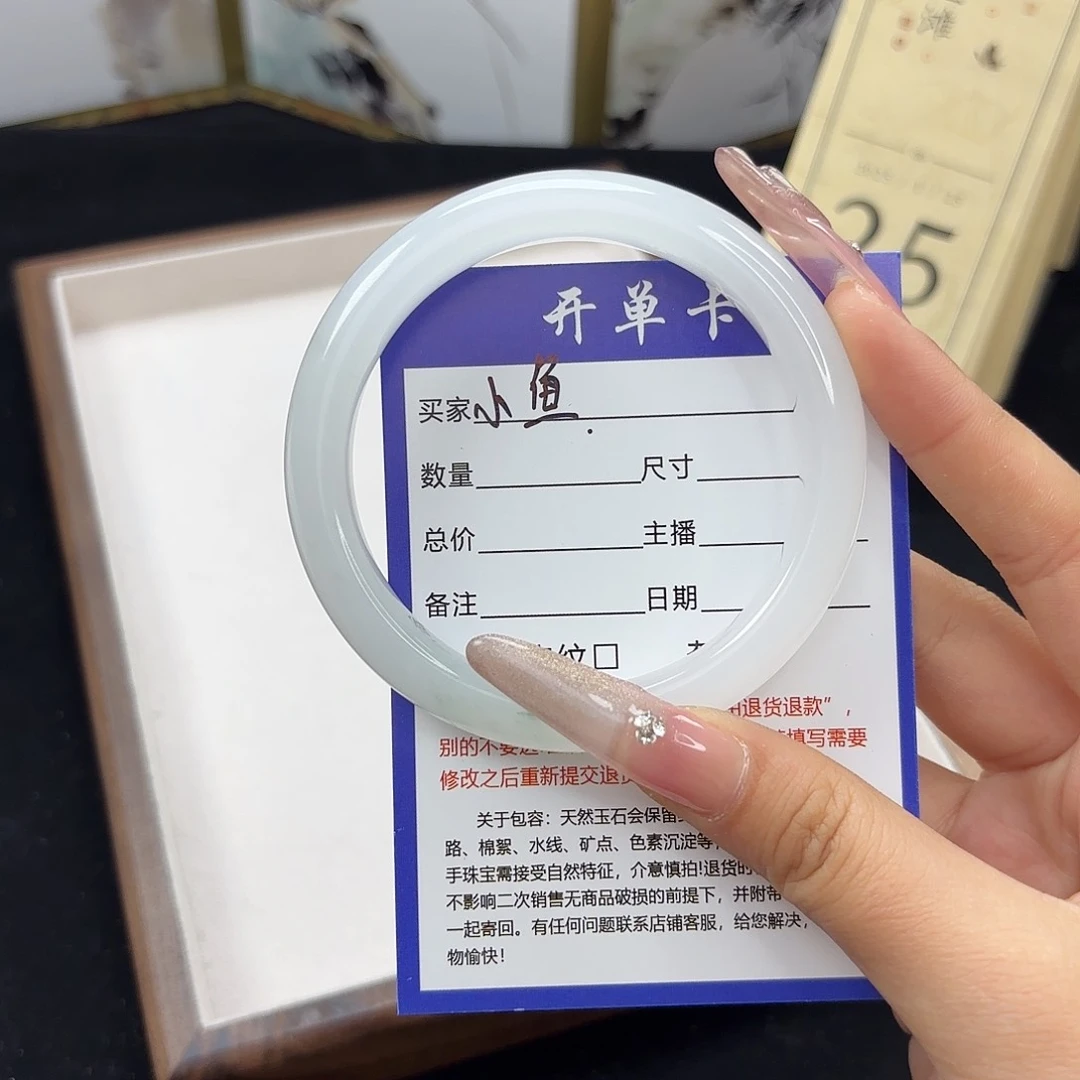 滩
25
开单卡
买家小鱼
数量 尺寸
总价 主播
备注 日期
纹□
用退货退款”，
别的不要选 填写需要
修改之后重新提交退货
关于包容：天然玉石会保留
路、棉絮、水线、矿点、色素沉淀等，
手珠宝需接受自然特征，介意慎拍!退货时
不影响二次销售无商品破损的前提下，并附带
一起寄回。有任何问题联系店铺客服，给您解决，
物愉快！